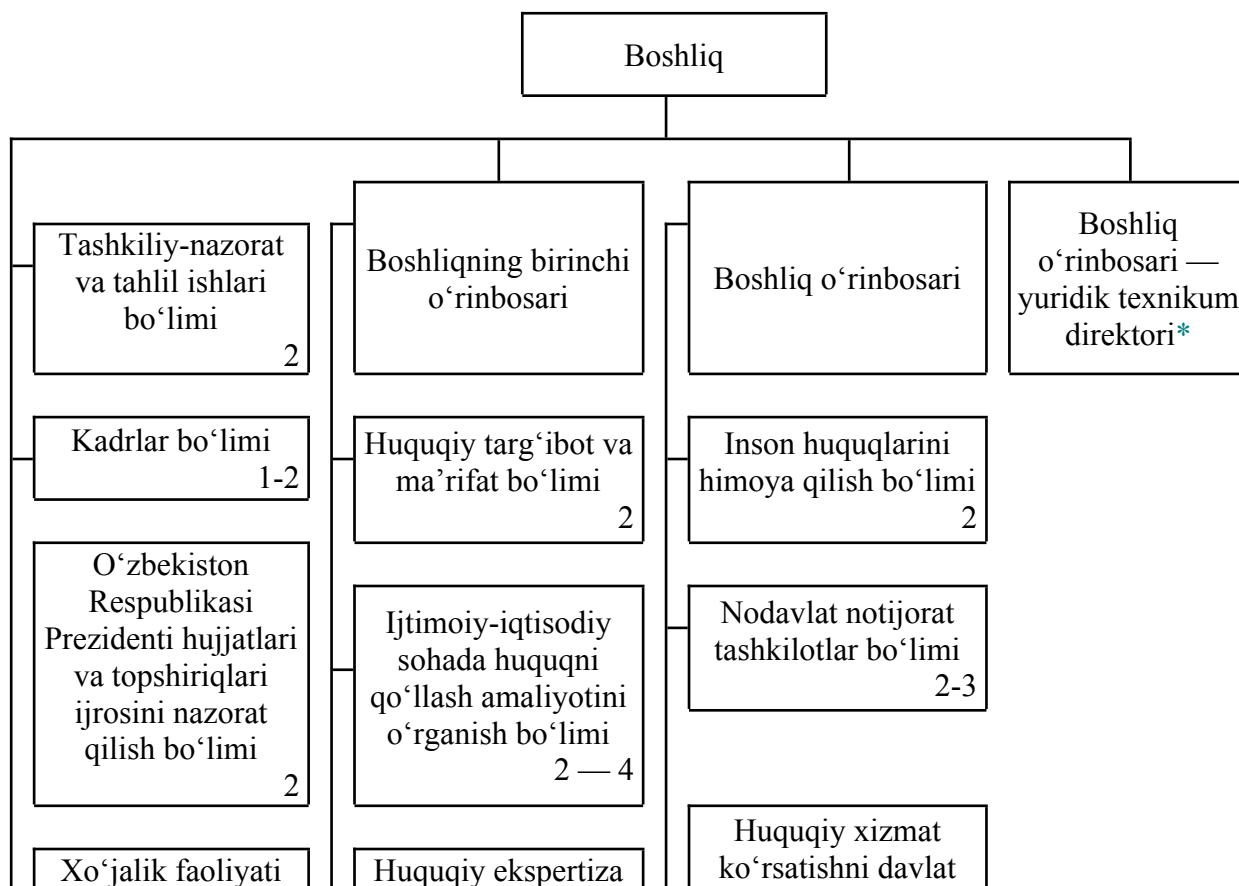 Boshliq
Tashkiliy-nazorat
va tahlil ishlari
bo‘limi
2
Boshliqning birinchi
o‘rinbosari
Boshliq o‘rinbosari
Boshliq
o‘rinbosari —
yuridik texnikum
direktori*
Kadrlar bo‘limi
1-2
Huquqiy targ‘ibot va
ma’rifat bo‘limi
2
Inson huquqlarini
himoya qilish bo‘limi
2
O‘zbekiston
Respublikasi
Prezidenti hujjatlari
va topshiriqlari
ijrosini nazorat
qilish bo‘limi
2
Ijtimoiy-iqtisodiy
sohada huquqni
qo‘llash amaliyotini
o‘rganish bo‘limi
2 — 4
Nodavlat notijorat
tashkilotlar bo‘limi
2-3
Xo‘jalik faoliyati
Huquqiy ekspertiza
Huquqiy xizmat
ko‘rsatishni davlat